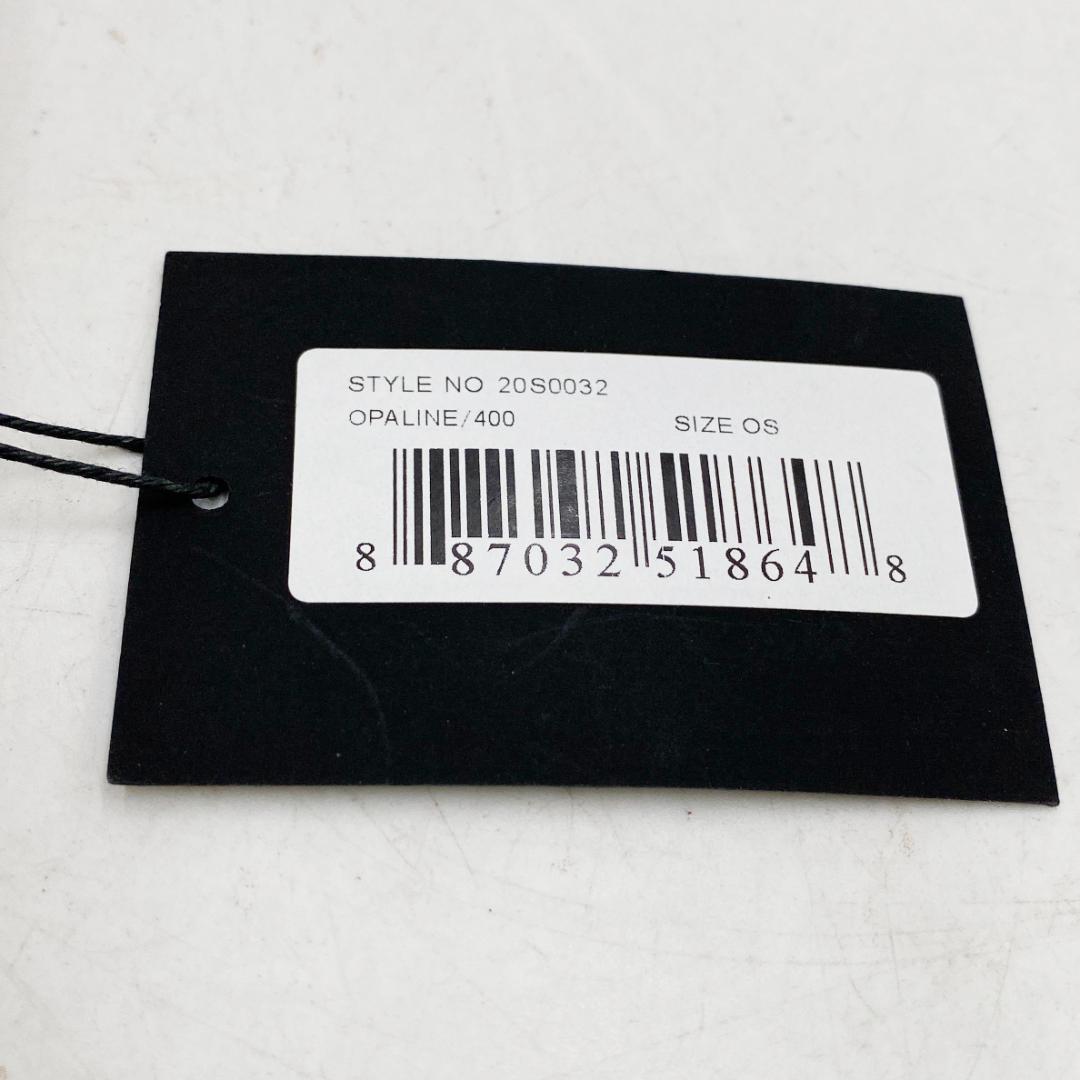 STYLE NO 20S0032
OPALINE/400 SIZE OS
8 87032 51864 8